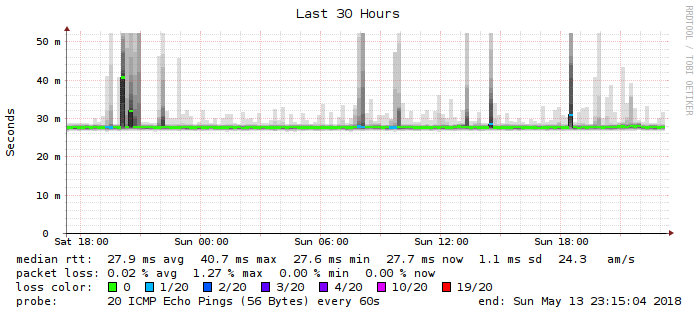 Last 30 Hours
RRDTOOL / TOBI OETIKER
Seconds
50 m
40 m
30 m
20 m
10 m
0
Sat 18:00 Sun 00:00 Sun 06:00 Sun 12:00 Sun 18:00
median rtt: 27.9 ms avg 40.7 ms max 27.6 ms min 27.7 ms now 1.1 ms sd 24.3 am/s
packet loss: 0.02 % avg 1.27 % max 0.00 % min 0.00 % now
loss color: 0 1/20 2/20 3/20 4/20 10/20 19/20
probe: 20 ICMP Echo Pings (56 Bytes) every 60s end: Sun May 13 23:15:04 2018